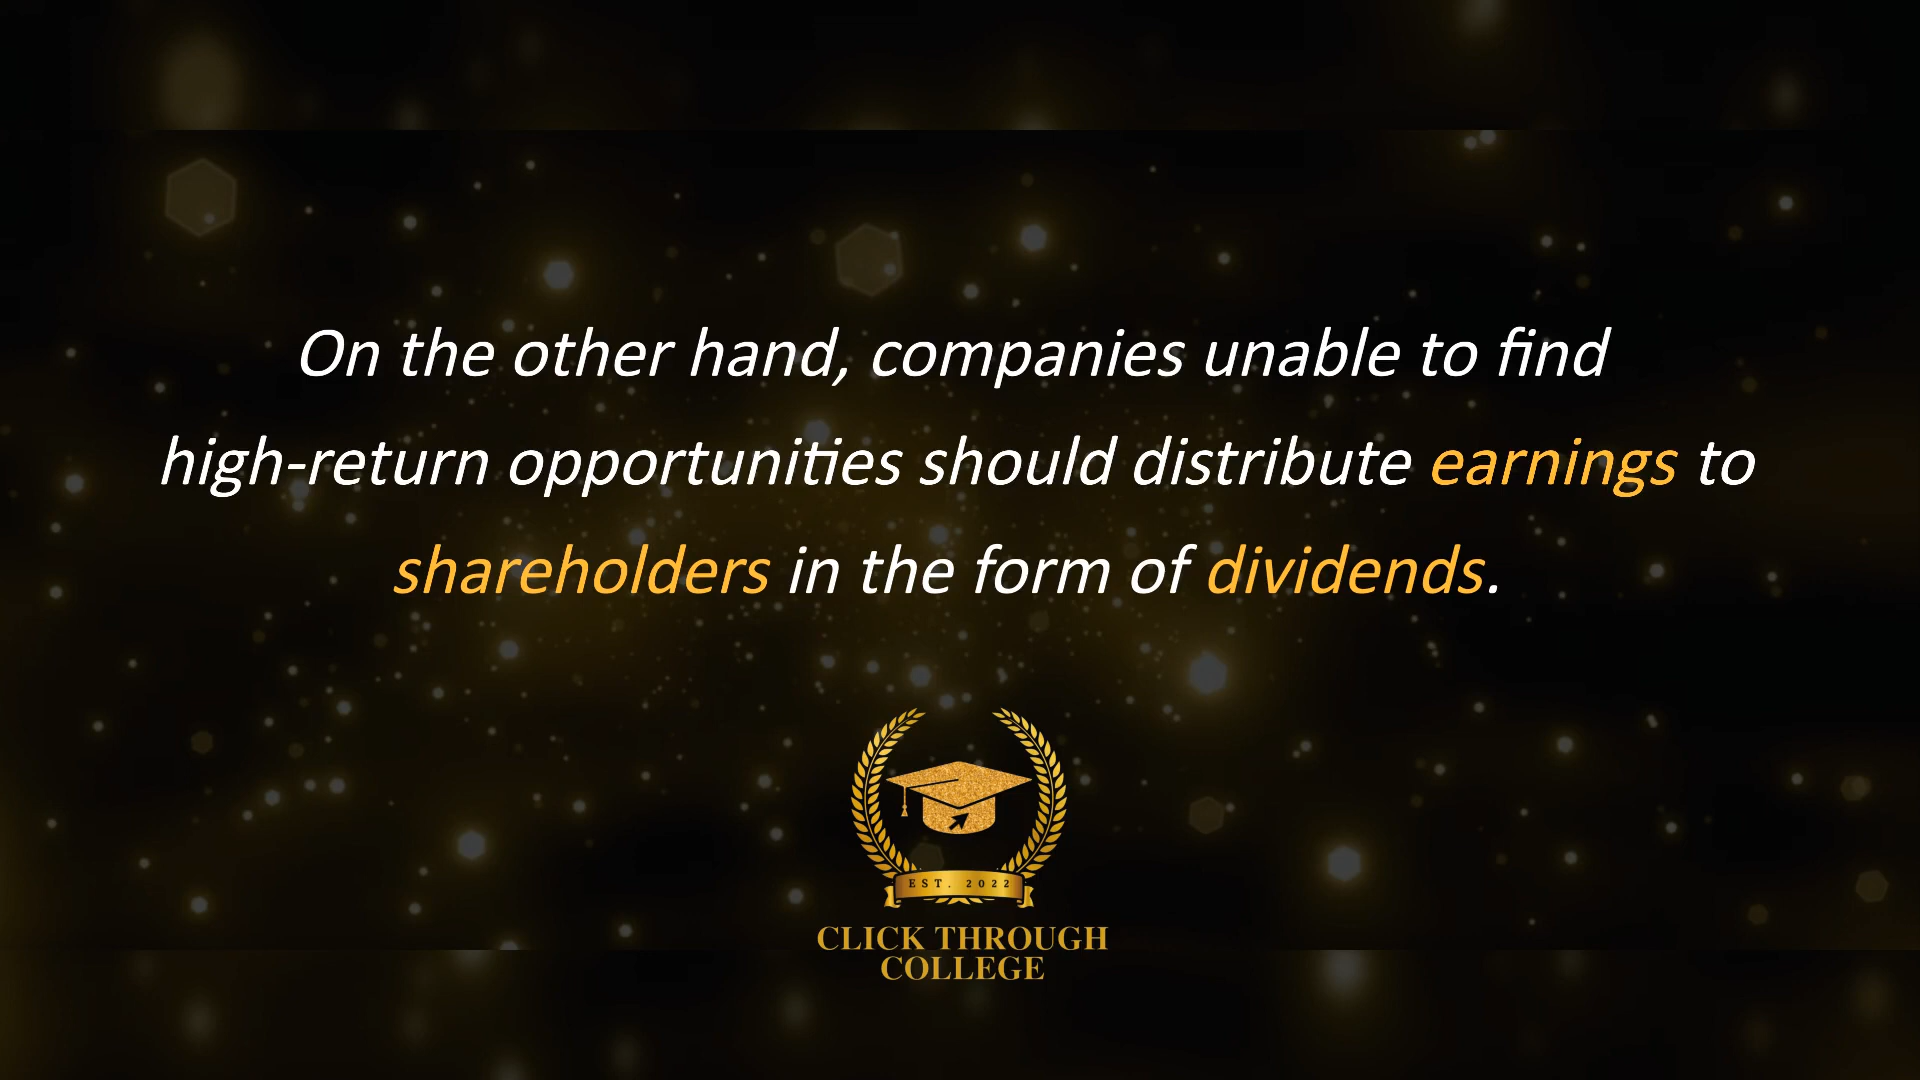 On the other hand, companies unable to find
high-return opportunities should distribute earnings to
shareholders in the form of dividends.
EST. 2022
CLICK THROUGH
COLLEGE